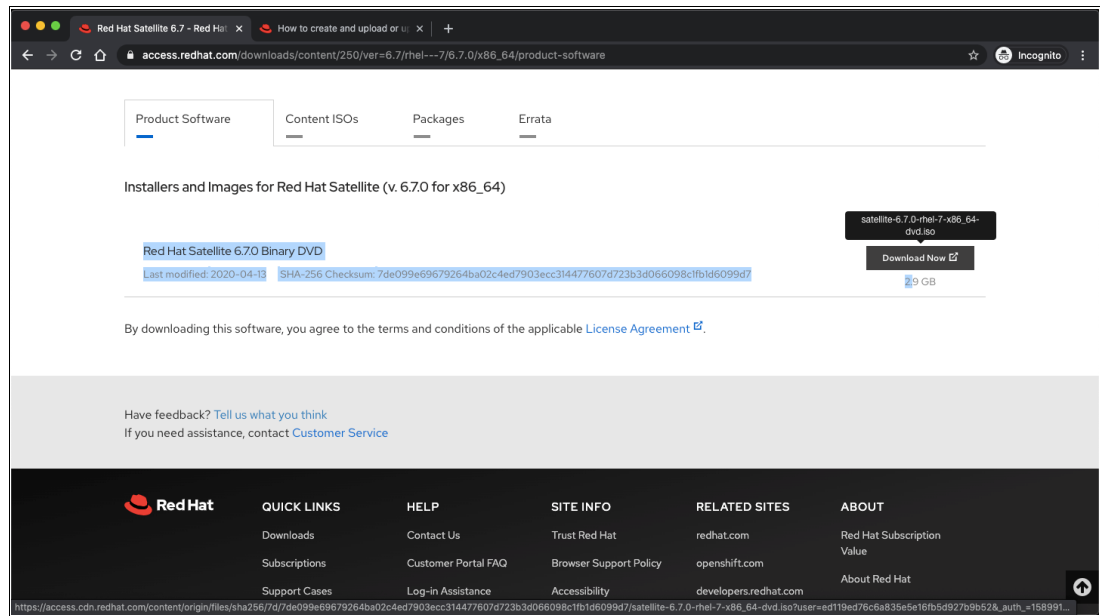 Red Hat Satellite 6.7 - Red Hat
How to create and upload or u
access.redhat.com/downloads/content/250/ver=6.7/rhel---7/6.7.0/x86_64/product-software
Incognito
Product Software
Content ISOs
Packages
Errata
Installers and Images for Red Hat Satellite (v. 6.7.0 for x86_64)
satellite-6.7.0-rhel-7-x86_64-
dvd.iso
Red Hat Satellite 6.7.0 Binary DVD
Download Now
Last modified: 2020-04-13 SHA-256 Checksum: 7de099e69679264ba02c4ed7903ecc314477607d723b3d066098c1fb1d6099d7
2.9 GB
By downloading this software, you agree to the terms and conditions of the applicable License Agreement.
Have feedback? Tell us what you think
If you need assistance, contact Customer Service
Red Hat
QUICK LINKS
Downloads
Subscriptions
Support Cases
HELP
Contact Us
Customer Portal FAQ
Log-in Assistance
SITE INFO
Trust Red Hat
Browser Support Policy
Accessibility
RELATED SITES
redhat.com
openshift.com
developers.redhat.com
ABOUT
Red Hat Subscription
Value
About Red Hat
https://access.cdn.redhat.com/content/origin/files/sha256/7d/7de099e69679264ba02c4ed7903ecc314477607d723b3d066098c1fb1d6099d7/satellite-6.7.0-rhel-7-x86_64-dvd.iso?user=ed119ed76c6a835e5e16fb5d927b9b52&_auth_=158991...